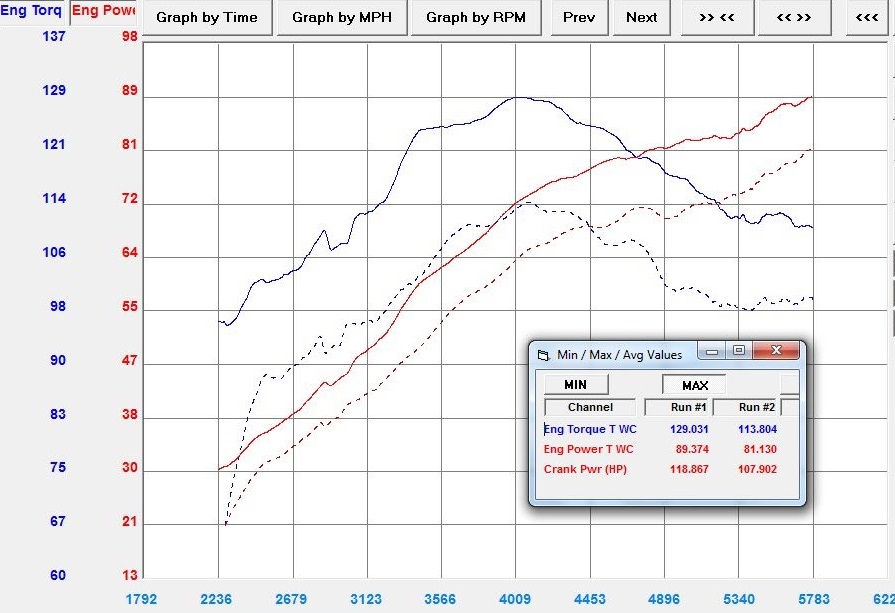 Eng Torq Eng Powe Graph by Time Graph by MPH Graph by RPM Prev Next >> << << >> <<<
137 98
129 89
121 81
114 72
106 64
98 55
90 47
83 38
75 30
67 21
60 13
Min / Max / Avg Values
MIN MAX
Channel Run #1 Run #2
Eng Torque T WC 129.031 113.804
Eng Power T WC 89.374 81.130
Crank Pwr (HP) 118.867 107.902
1792 2236 2679 3123 3566 4009 4453 4896 5340 5783 622